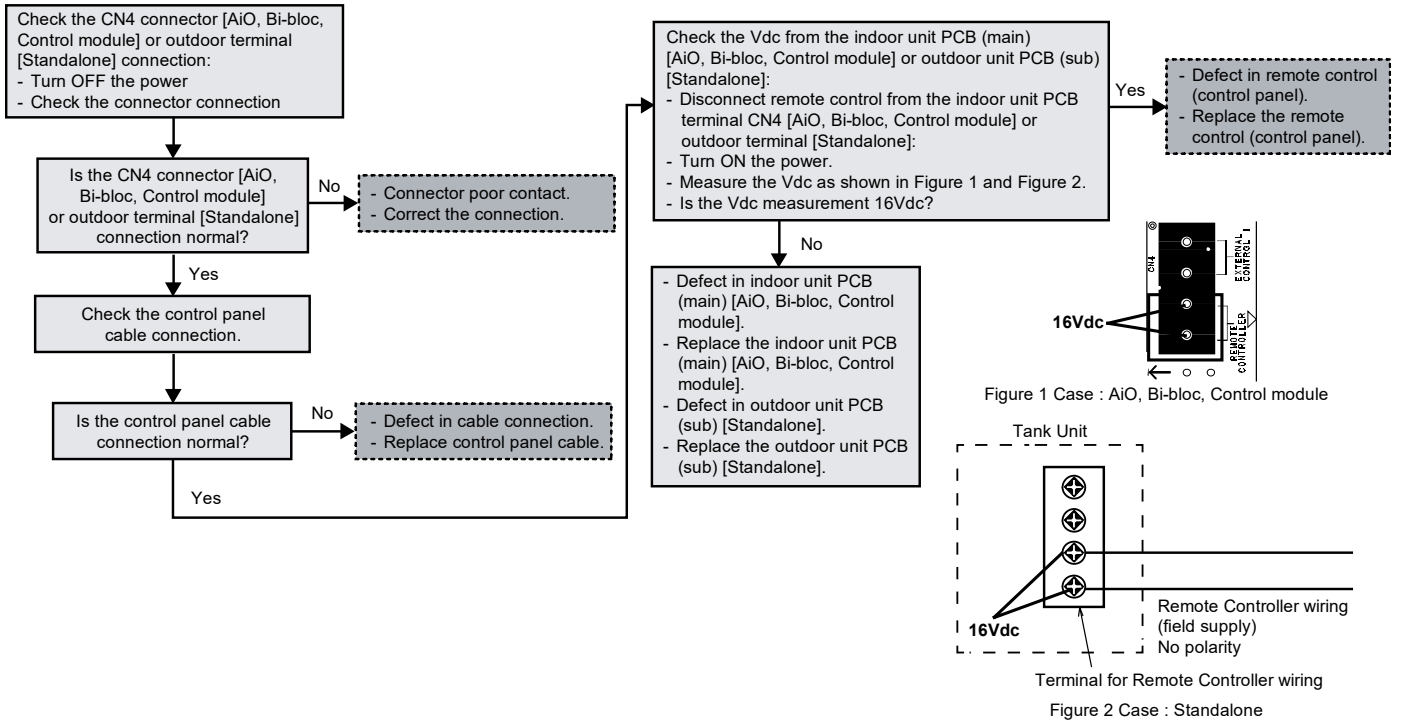 Check the CN4 connector [AiO, Bi-bloc,
Control module] or outdoor terminal
[Standalone] connection:
- Turn OFF the power
- Check the connector connection
Is the CN4 connector [AiO,
Bi-bloc, Control module]
or outdoor terminal [Standalone]
connection normal?
No
- Connector poor contact.
- Correct the connection.
Yes
Check the control panel
cable connection.
Is the control panel cable
connection normal?
No
- Defect in cable connection.
- Replace control panel cable.
Yes
Check the Vdc from the indoor unit PCB (main)
[AiO, Bi-bloc, Control module] or outdoor unit PCB (sub)
[Standalone]:
- Disconnect remote control from the indoor unit PCB
terminal CN4 [AiO, Bi-bloc, Control module] or
outdoor terminal [Standalone]:
- Turn ON the power.
- Measure the Vdc as shown in Figure 1 and Figure 2.
- Is the Vdc measurement 16Vdc?
Yes
- Defect in remote control
(control panel).
- Replace the remote
control (control panel).
No
- Defect in indoor unit PCB
(main) [AiO, Bi-bloc, Control
module].
- Replace the indoor unit PCB
(main) [AiO, Bi-bloc, Control
module].
- Defect in outdoor unit PCB
(sub) [Standalone].
- Replace the outdoor unit PCB
(sub) [Standalone].
CN4
EXTERNAL
CONTROL
REMOTE
CONTROLLER
16Vdc
Figure 1 Case : AiO, Bi-bloc, Control module
Tank Unit
16Vdc
Remote Controller wiring
(field supply)
No polarity
Terminal for Remote Controller wiring
Figure 2 Case : Standalone